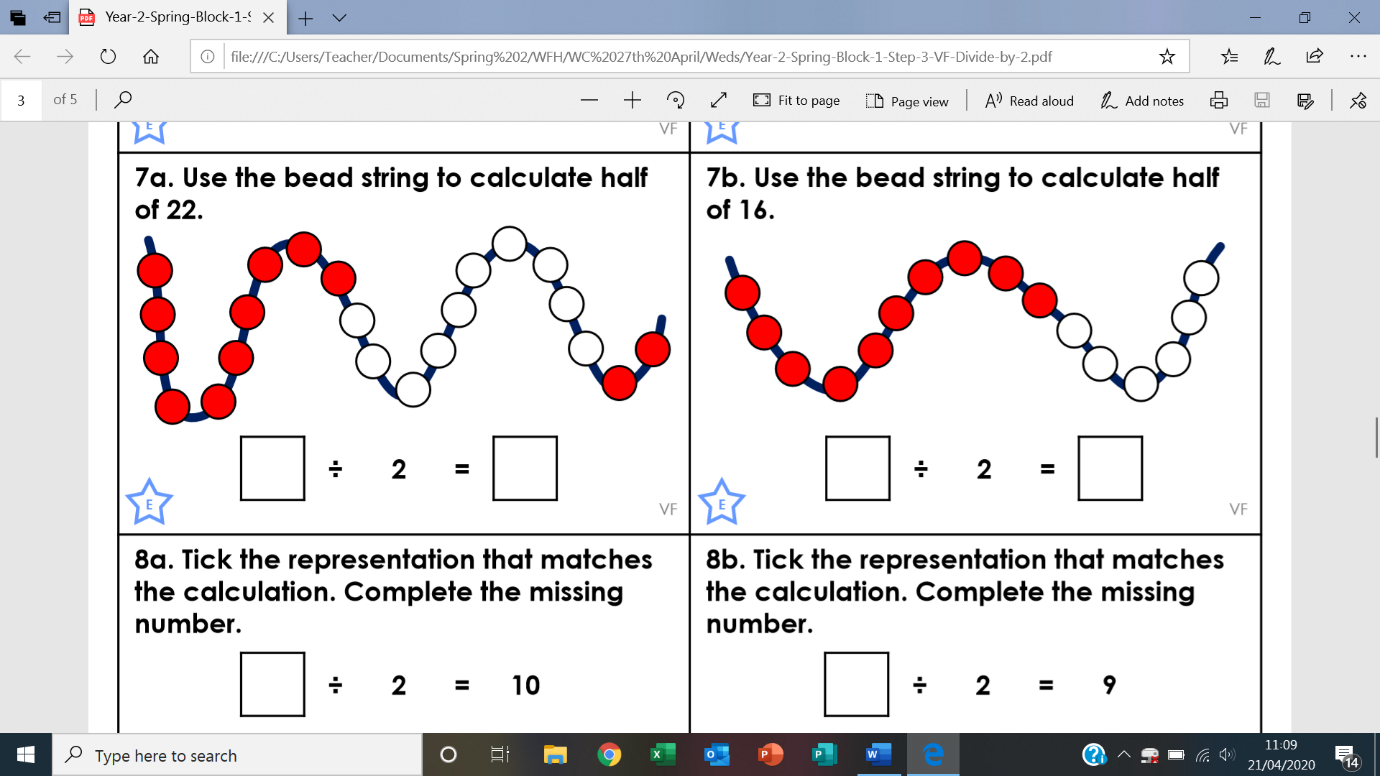 Year-2-Spring-Block-1-S
file:///C:/Users/Teacher/Documents/Spring%202/WFH/WC%2027th%20April/Weds/Year-2-Spring-Block-1-Step-3-VF-Divide-by-2.pdf
3 of 5 Fit to page Page view Read aloud Add notes
E VF E VF
7a. Use the bead string to calculate half
of 22.
÷ 2 =
E VF
7b. Use the bead string to calculate half
of 16.
÷ 2 =
E VF
8a. Tick the representation that matches
the calculation. Complete the missing
number.
÷ 2 = 10
8b. Tick the representation that matches
the calculation. Complete the missing
number.
÷ 2 = 9
Type here to search
11:09
21/04/2020
14